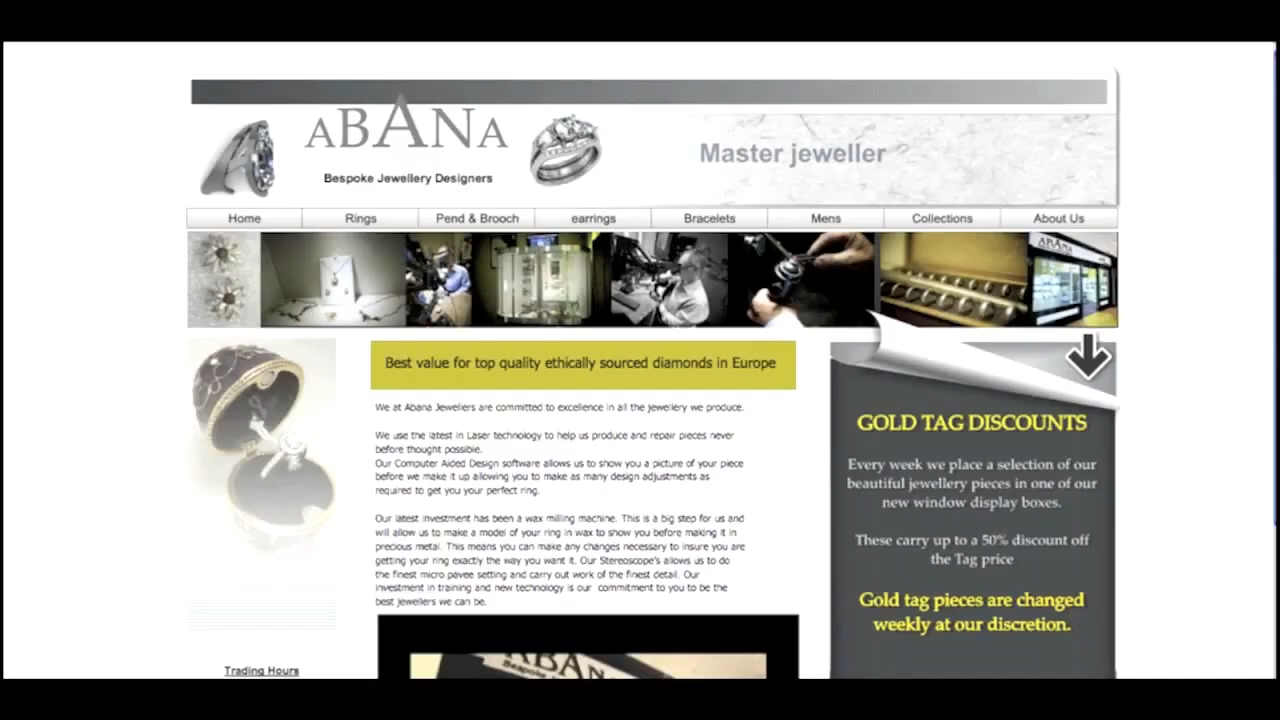 ABANA
Bespoke Jewellery Designers
Master jeweller
Home Rings Pend & Brooch earrings Bracelets Mens Collections About Us
ABANA
Best value for top quality ethically sourced diamonds in Europe
We at Abana Jewellers are committed to excellence in all the jewellery we produce.
We use the latest in Laser technology to help us produce and repair pieces never
before thought possible.
Our Computer Aided Design software allows us to show you a picture of your piece
before we make it up allowing you to make as many design adjustments as
required to get you your perfect ring.
Our latest investment has been a wax milling machine. This is a big step for us and
will allow us to make a model of your ring in wax to show you before making it in
precious metal. This means you can make any changes necessary to insure you are
getting your ring exactly the way you want it. Our Stereoscope's allows us to do
the finest micro pavee setting and carry out work of the finest detail. Our
investment in training and new technology is our commitment to you to be the
best jewellers we can be.
ABANA
Bespoke
Trading Hours
GOLD TAG DISCOUNTS
Every week we place a selection of our
beautiful jewellery pieces in one of our
new window display boxes.
These carry up to a 50% discount off
the Tag price
Gold tag pieces are changed
weekly at our discretion.